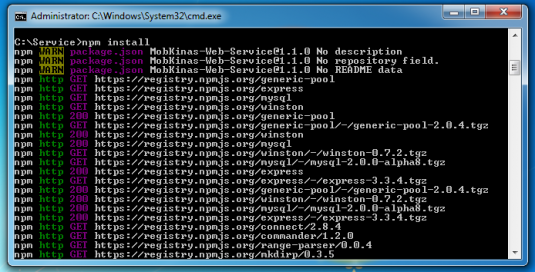 Administrator: C:\Windows\System32\cmd.exe
C:\Service>npm install
npm WARN package.json MobKinas-Web-Service@1.1.0 No description
npm WARN package.json MobKinas-Web-Service@1.1.0 No repository field.
npm WARN package.json MobKinas-Web-Service@1.1.0 No README data
npm http GET https://registry.npmjs.org/generic-pool
npm http GET https://registry.npmjs.org/express
npm http GET https://registry.npmjs.org/mysql
npm http GET https://registry.npmjs.org/winston
npm http 200 https://registry.npmjs.org/generic-pool
npm http GET https://registry.npmjs.org/generic-pool/-/generic-pool-2.0.4.tgz
npm http 200 https://registry.npmjs.org/winston
npm http 200 https://registry.npmjs.org/mysql
npm http GET https://registry.npmjs.org/winston/-/winston-0.7.2.tgz
npm http GET https://registry.npmjs.org/mysql/-/mysql-2.0.0-alpha8.tgz
npm http 200 https://registry.npmjs.org/express
npm http GET https://registry.npmjs.org/express/-/express-3.3.4.tgz
npm http 200 https://registry.npmjs.org/generic-pool/-/generic-pool-2.0.4.tgz
npm http 200 https://registry.npmjs.org/winston/-/winston-0.7.2.tgz
npm http 200 https://registry.npmjs.org/mysql/-/mysql-2.0.0-alpha8.tgz
npm http 200 https://registry.npmjs.org/express/-/express-3.3.4.tgz
npm http GET https://registry.npmjs.org/connect/2.8.4
npm http GET https://registry.npmjs.org/commander/1.2.0
npm http GET https://registry.npmjs.org/range-parser/0.0.4
npm http GET https://registry.npmjs.org/mkdirp/0.3.5